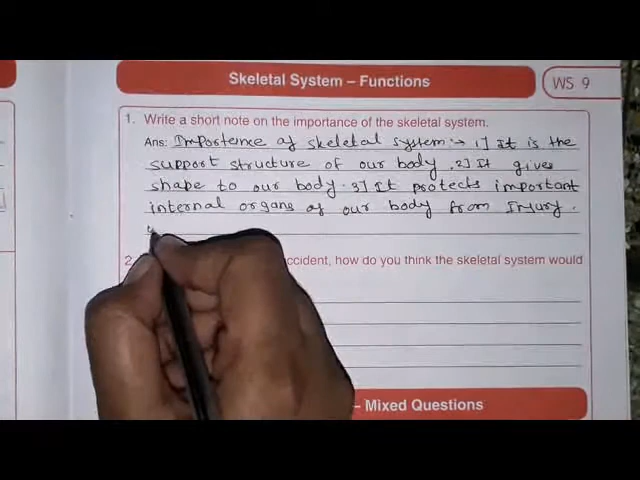 Skeletal System – Functions
WS 9
1. Write a short note on the importance of the skeletal system.
Ans: Importence of skeletal system → 1] It is the
support structure of our body. 2] It gives
shape to our body. 3] It protects important
internal organs of our body from Injury.
2. accident, how do you think the skeletal system would
– Mixed Questions